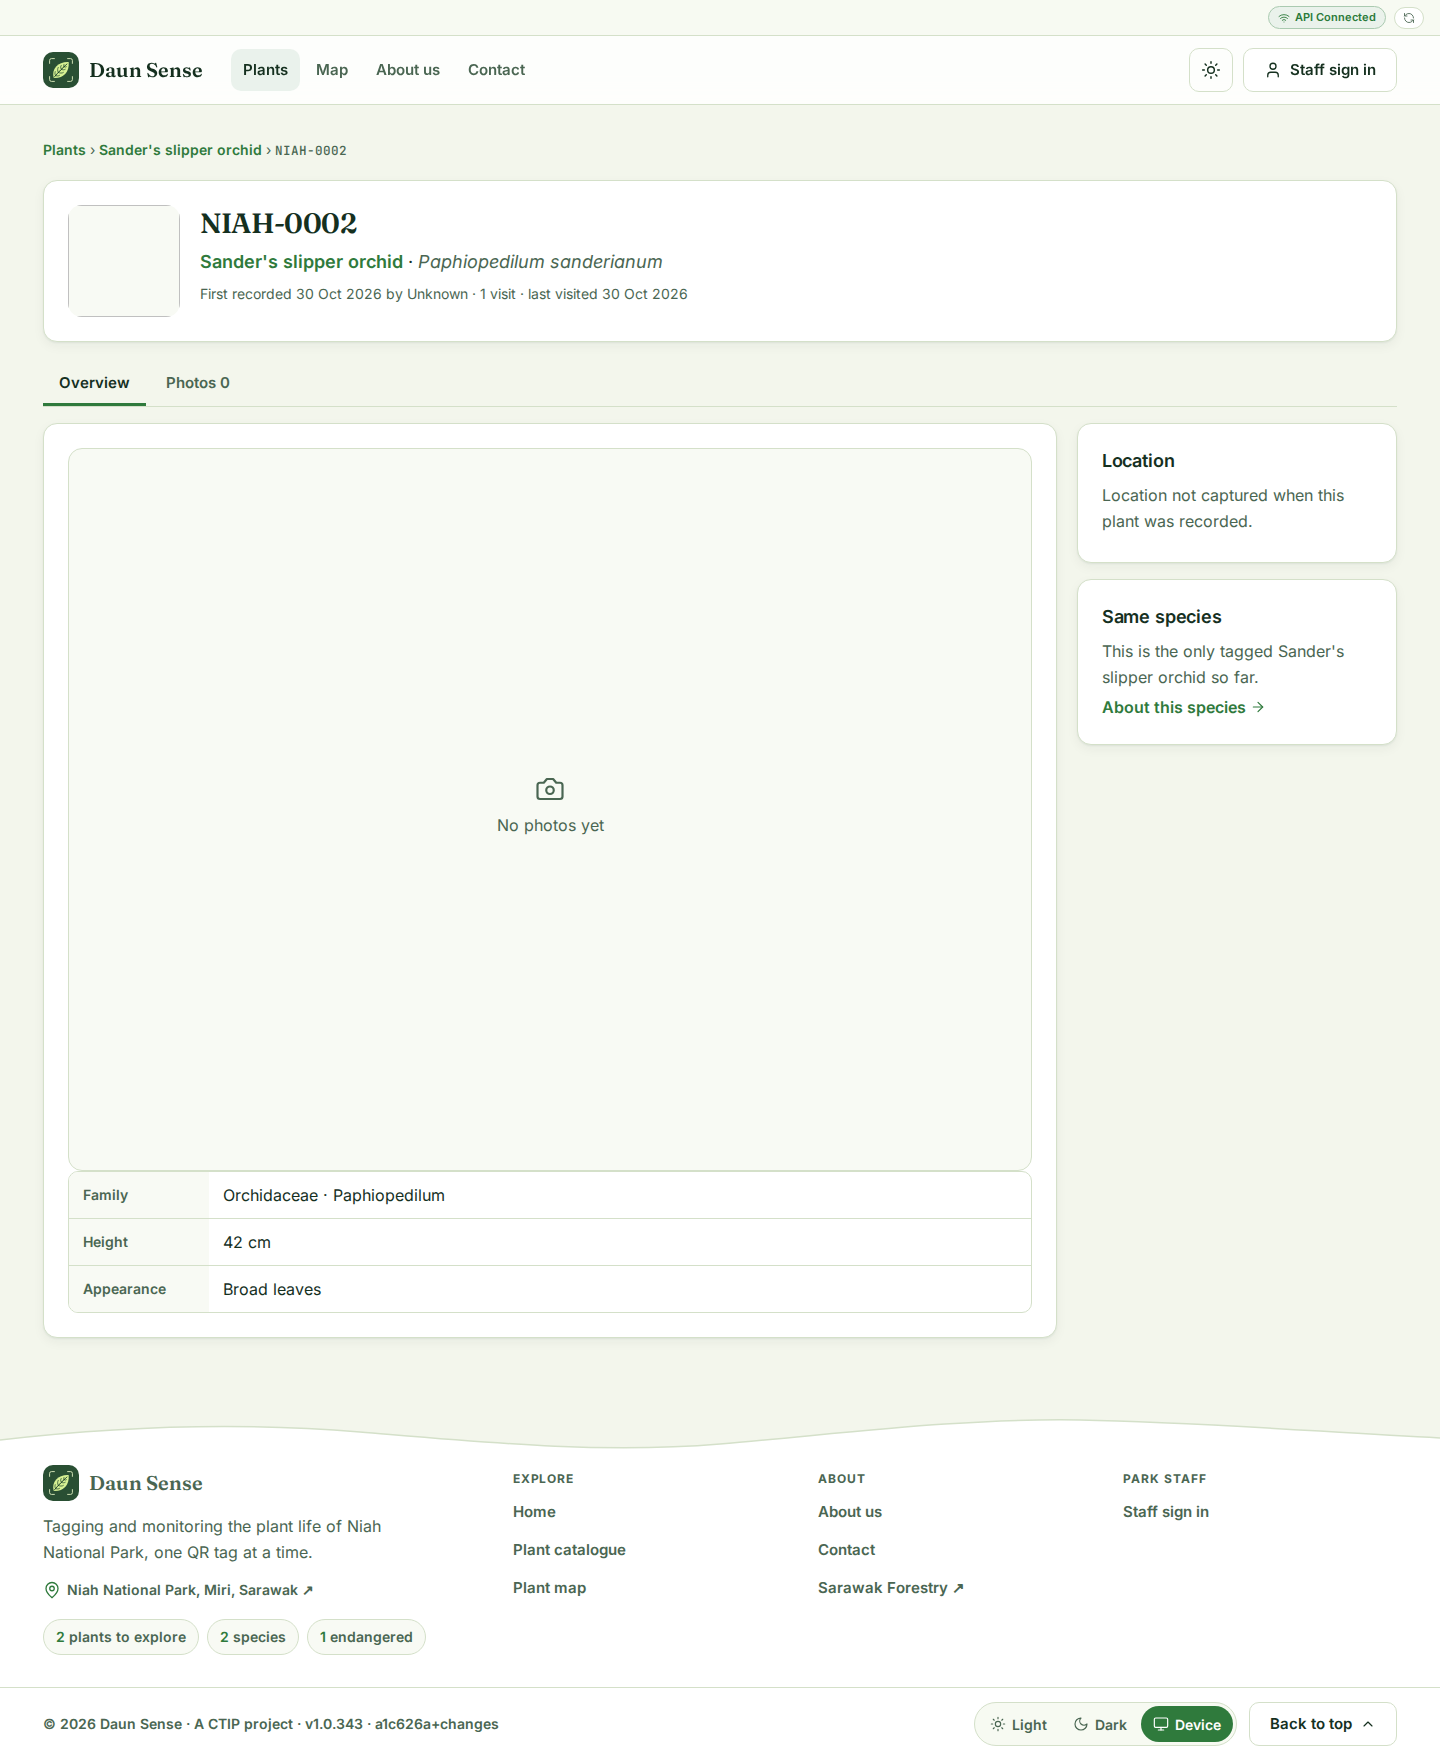 API Connected
Daun Sense
Plants
Map
About us
Contact
Staff sign in
Plants › Sander's slipper orchid › NIAH-0002
NIAH-0002
Sander's slipper orchid · Paphiopedilum sanderianum
First recorded 30 Oct 2026 by Unknown · 1 visit · last visited 30 Oct 2026
Overview
Photos 0
No photos yet
Family
Orchidaceae · Paphiopedilum
Height
42 cm
Appearance
Broad leaves
Location
Location not captured when this
plant was recorded.
Same species
This is the only tagged Sander's
slipper orchid so far.
About this species →
Daun Sense
Tagging and monitoring the plant life of Niah
National Park, one QR tag at a time.
Niah National Park, Miri, Sarawak ↗
2 plants to explore
2 species
1 endangered
EXPLORE
Home
Plant catalogue
Plant map
ABOUT
About us
Contact
Sarawak Forestry ↗
PARK STAFF
Staff sign in
© 2026 Daun Sense · A CTIP project · v1.0.343 · a1c626a+changes
Light
Dark
Device
Back to top